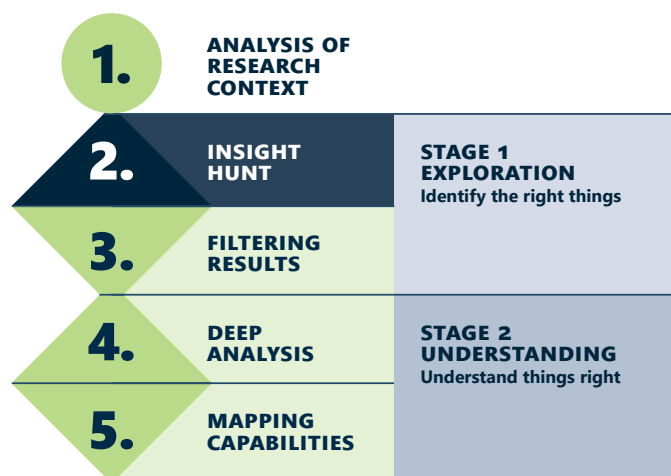 1.
ANALYSIS OF
RESEARCH
CONTEXT
2.
INSIGHT
HUNT
STAGE 1
EXPLORATION
Identify the right things
3.
FILTERING
RESULTS
4.
DEEP
ANALYSIS
STAGE 2
UNDERSTANDING
Understand things right
5.
MAPPING
CAPABILITIES